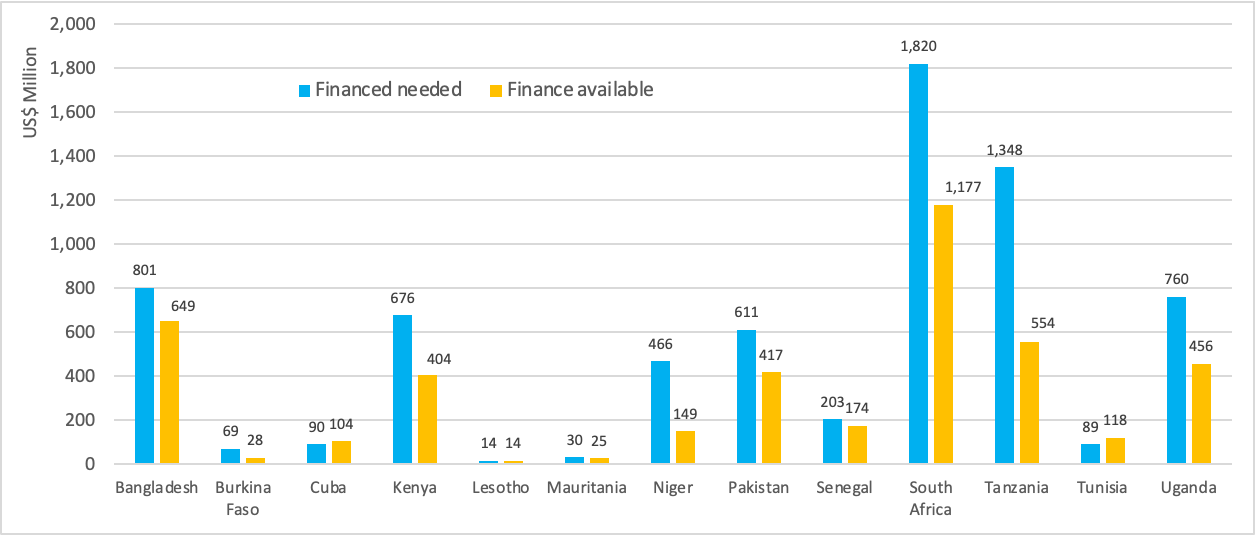 2,000
1,800
1,600
1,400
1,200
1,000
800
600
400
200
0
US$ Million
Financed needed
Finance available
801
649
69
28
90
104
676
404
14
14
30
25
466
149
611
417
203
174
1,820
1,177
1,348
554
89
118
760
456
Bangladesh
Burkina
Faso
Cuba
Kenya
Lesotho
Mauritania
Niger
Pakistan
Senegal
South
Africa
Tanzania
Tunisia
Uganda